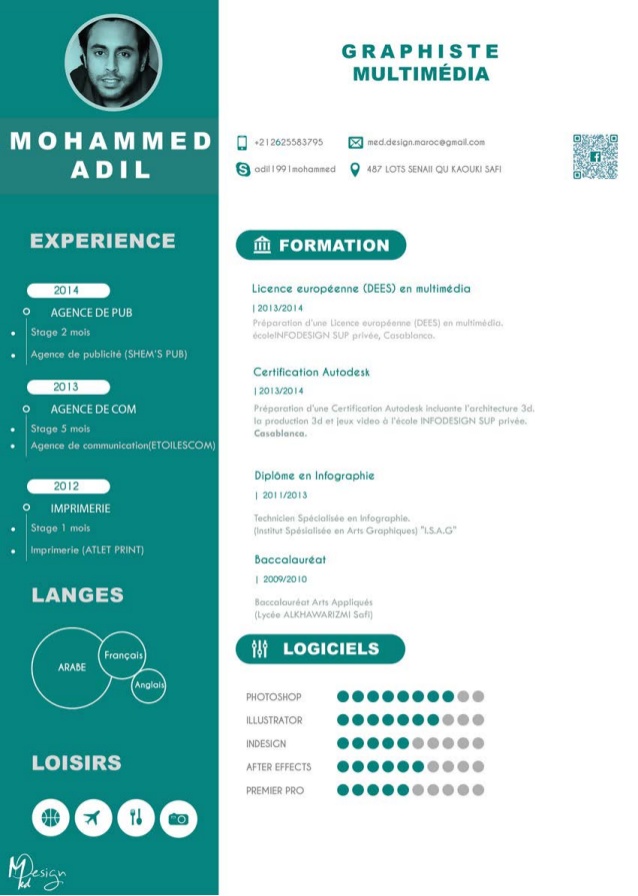 MOHAMMED
ADIL
GRAPHISTE
MULTIMÉDIA
+212625583795
med.design.maroc@gmail.com
adil1991mohammed
487 LOTS SENAII QU KAOUKI SAFI
EXPERIENCE
2014
AGENCE DE PUB
Stage 2 mois
Agence de publicité (SHEM'S PUB)
2013
AGENCE DE COM
Stage 5 mois
Agence de communication(ETOILESCOM)
2012
IMPRIMERIE
Stage 1 mois
Imprimerie (ATLET PRINT)
LANGES
ARABE
Français
Anglais
LOISIRS
Med Design
FORMATION
Licence européenne (DEES) en multimédia
| 2013/2014
Préparation d'une Licence européenne (DEES) en multimédia.
écoleINFODESIGN SUP privée, Casablanca.
Certification Autodesk
| 2013/2014
Préparation d'une Certification Autodesk incluante l'architecture 3d.
la production 3d et jeux video à l'école INFODESIGN SUP privée.
Casablanca.
Diplôme en Infographie
| 2011/2013
Technicien Spécialisée en Infographie.
(Institut Spésialisée en Arts Graphiques) "I.S.A.G"
Baccalauréat
| 2009/2010
Baccalauréat Arts Appliqués
(Lycée ALKHAWARIZMI Safi)
LOGICIELS
PHOTOSHOP
ILLUSTRATOR
INDESIGN
AFTER EFFECTS
PREMIER PRO